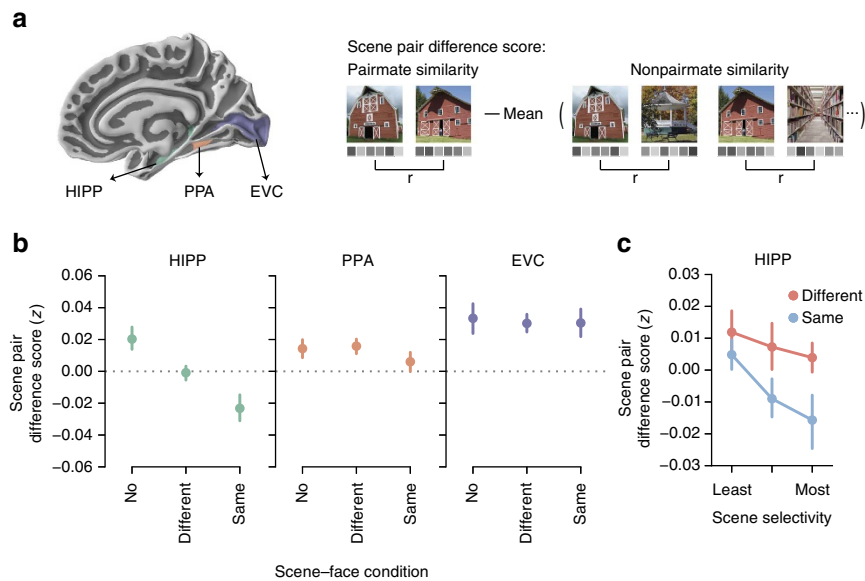 a
Scene pair difference score:
Pairmate similarity
Nonpairmate similarity
— Mean
(
...)
r
r
r
HIPP
PPA
EVC
b
HIPP
PPA
EVC
Scene pair
difference score (z)
0.06
0.04
0.02
0.00
−0.02
−0.04
−0.06
No
Different
Same
No
Different
Same
No
Different
Same
Scene–face condition
c
HIPP
Different
Same
Scene pair
difference score (z)
0.03
0.02
0.01
0.00
−0.01
−0.02
−0.03
Least
Most
Scene selectivity